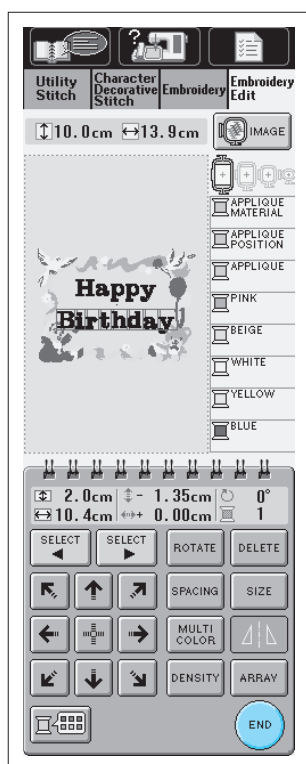 Utility Stitch
Character Decorative Stitch
Embroidery
Embroidery Edit
10.0cm 13.9cm
IMAGE
APPLIQUE MATERIAL
APPLIQUE POSITION
APPLIQUE
PINK
BEIGE
WHITE
YELLOW
BLUE
Happy
Birthday
2.0cm - 1.35cm 0°
10.4cm + 0.00cm 1
SELECT SELECT ROTATE DELETE
SPACING SIZE
MULTI COLOR
DENSITY ARRAY
END